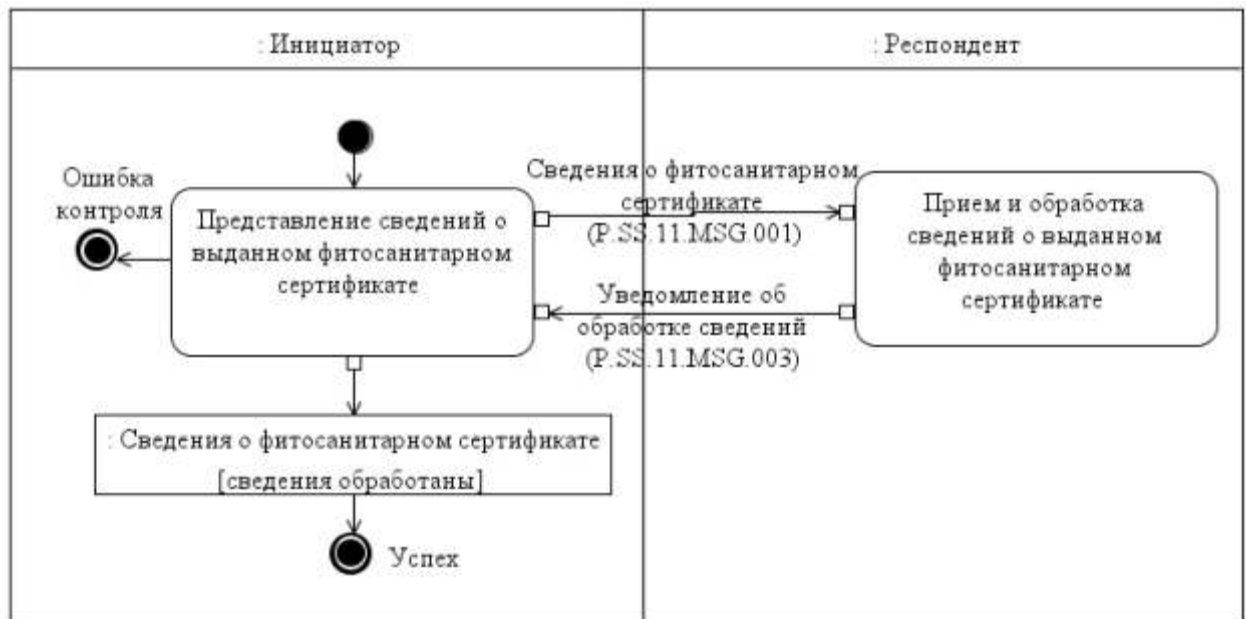 : Инициатор
: Респондент
Ошибка
контроля
Представление сведений о
выданном фитосанитарном
сертификате
Сведения о фитосанитарном
сертификате
(P.SS.11.MSG.001)
Прием и обработка
сведений о выданном
фитосанитарном
сертификате
Уведомление об
обработке сведений
(P.SS.11.MSG.003)
: Сведения о фитосанитарном сертификате
[сведения обработаны]
Успех